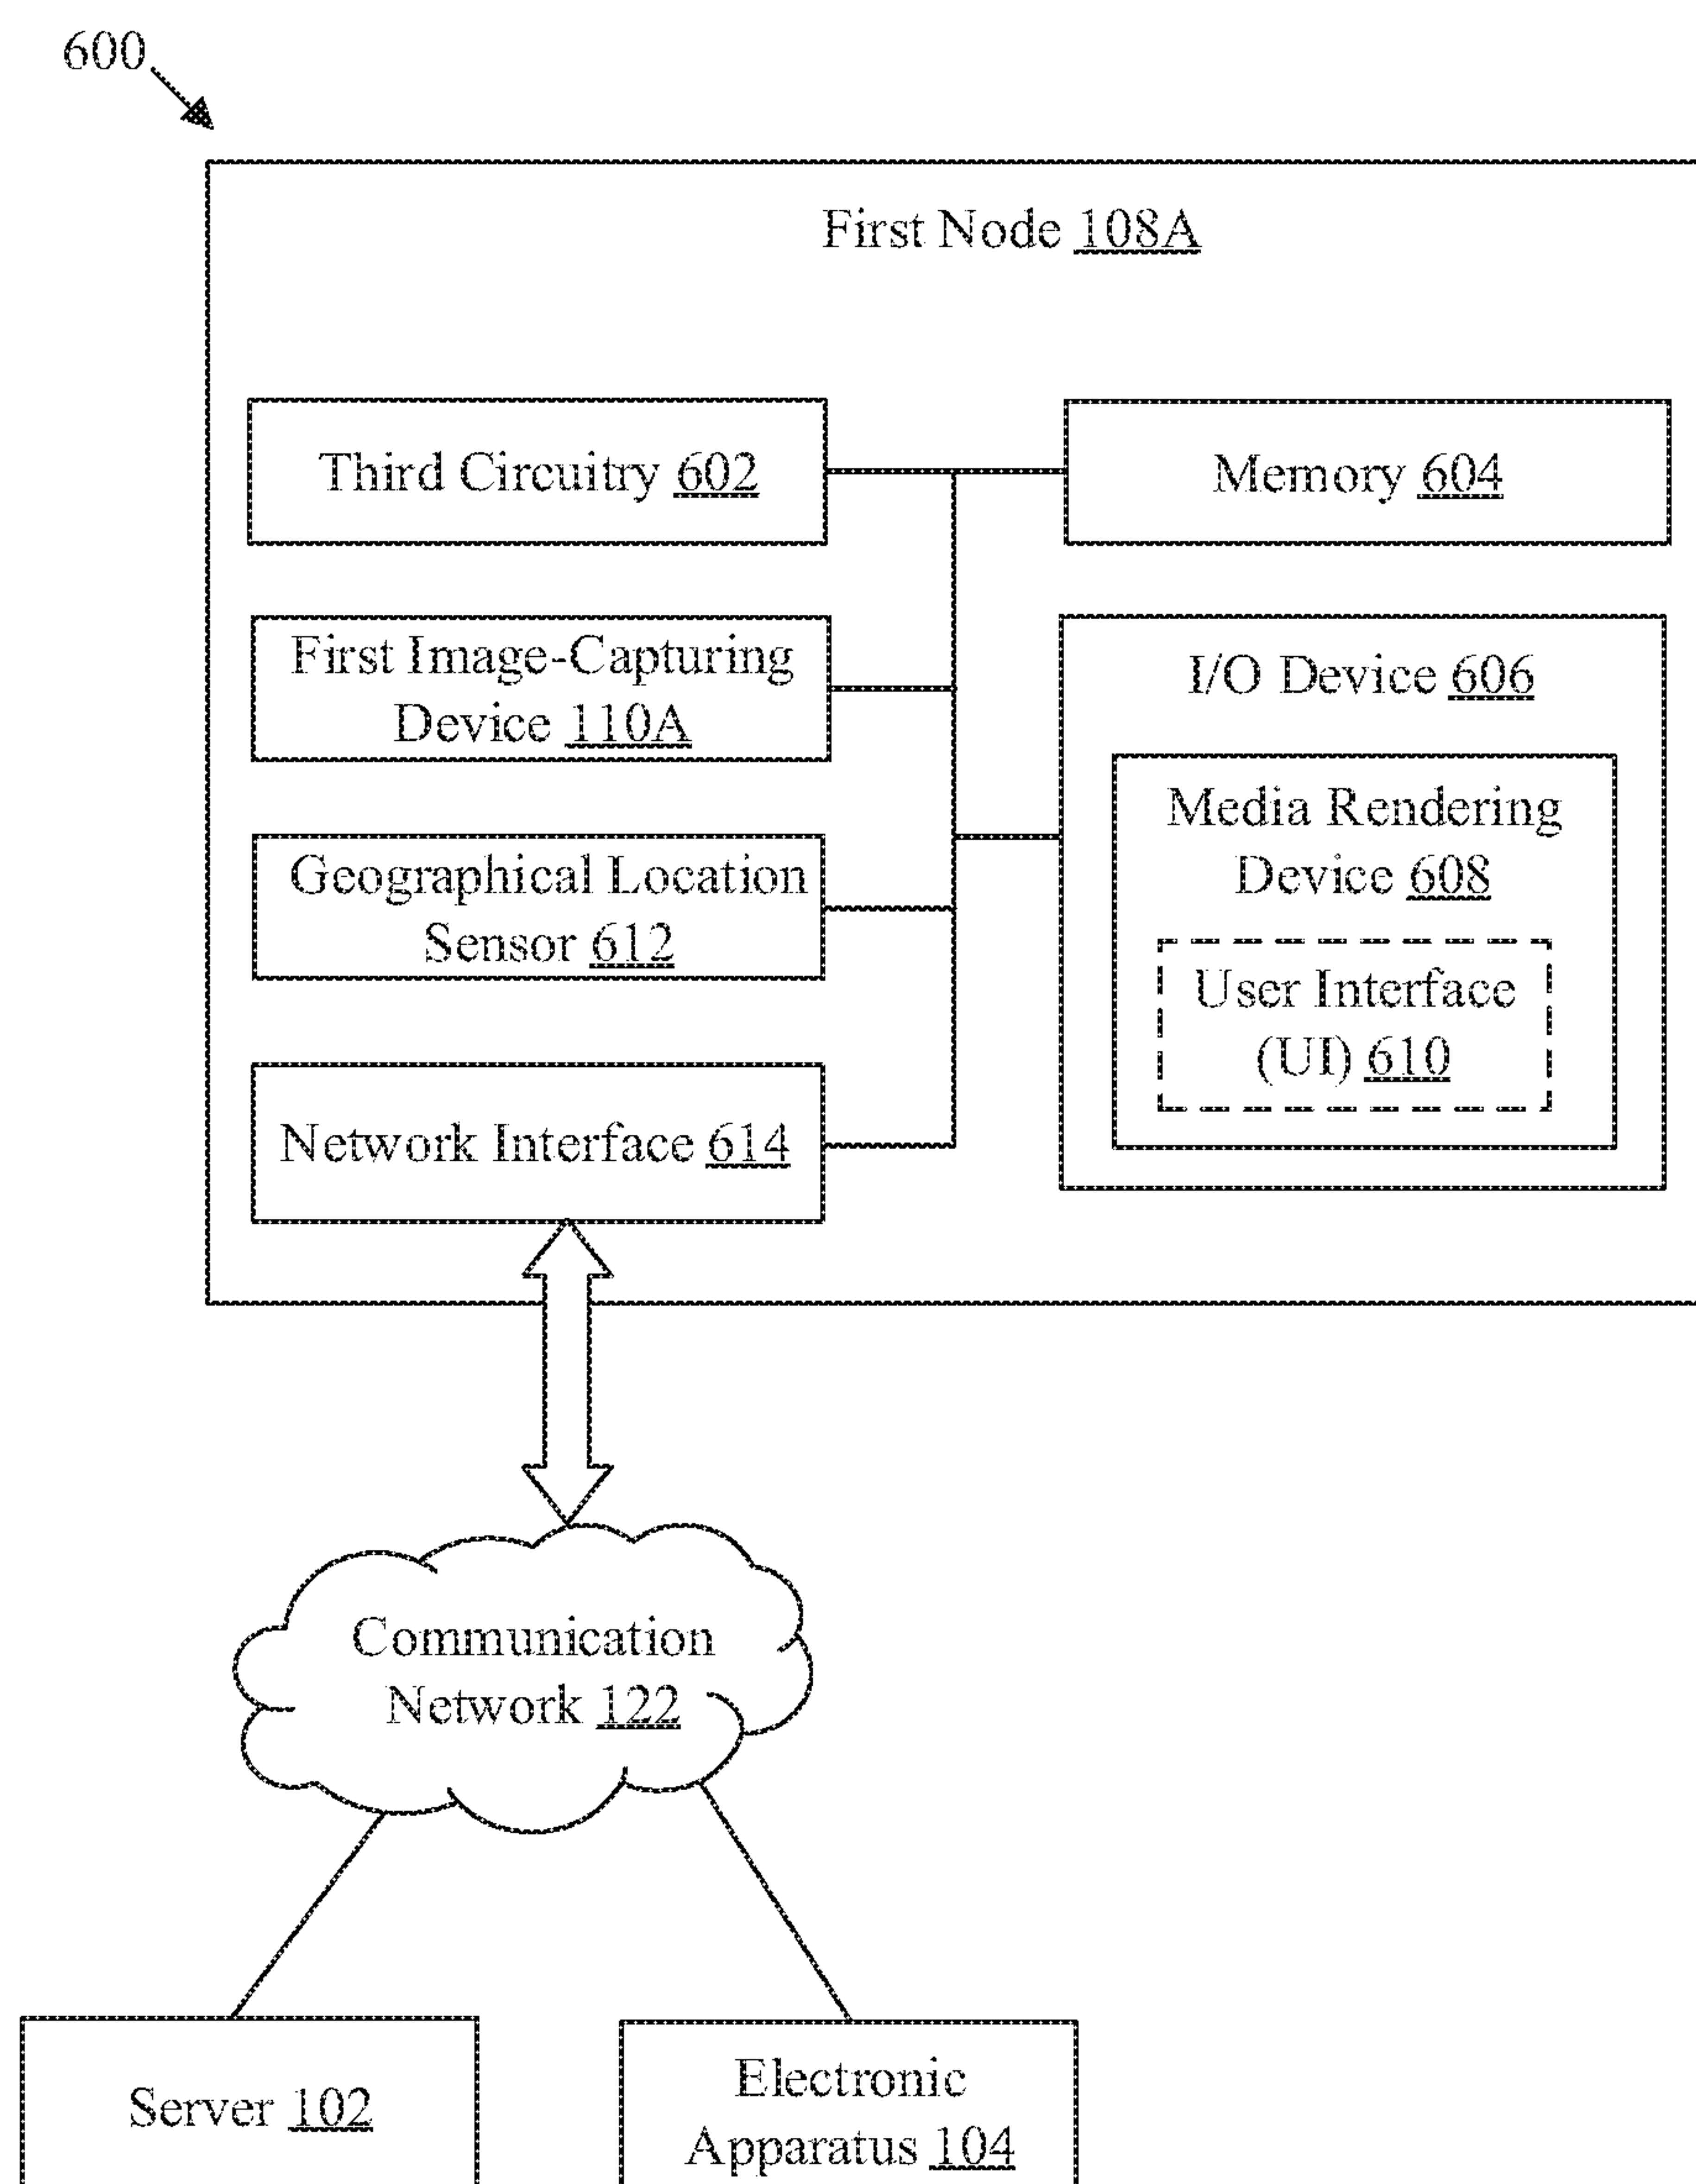 600
First Node 108A
Third Circuitry 602
Memory 604
First Image-Capturing
Device 110A
I/O Device 606
Media Rendering
Device 608
User Interface
(UI) 610
Geographical Location
Sensor 612
Network Interface 614
Communication
Network 122
Server 102
Electronic
Apparatus 104